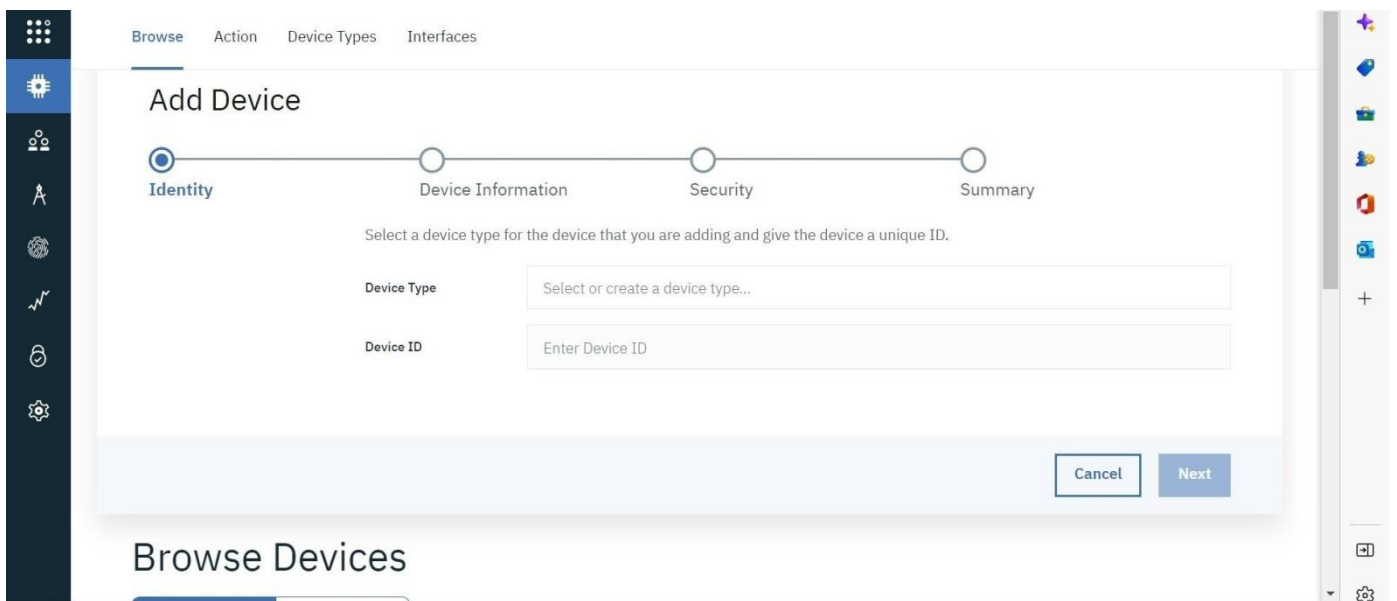 Browse Action Device Types Interfaces
Add Device
Identity Device Information Security Summary
Select a device type for the device that you are adding and give the device a unique ID.
Device Type Select or create a device type...
Device ID Enter Device ID
Cancel Next
Browse Devices